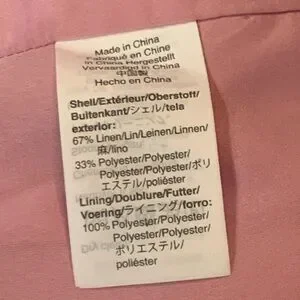 Made in China
Fabriqué en Chine
In China Hergestellt
Vervaardigd in China
中国製
Hecho en China
Shell/Extérieur/Oberstoff/
Buitenkant/シェル/tela
exterior:
67% Linen/Lin/Leinen/Linnen/
麻/lino
33% Polyester/Polyester/
Polyester/Polyester/ポリ
エステル/poliéster
Lining/Doublure/Futter/
Voering/ライニング/forro:
100% Polyester/Polyester/
Polyester/Polyester/
ポリエステル/
poliéster